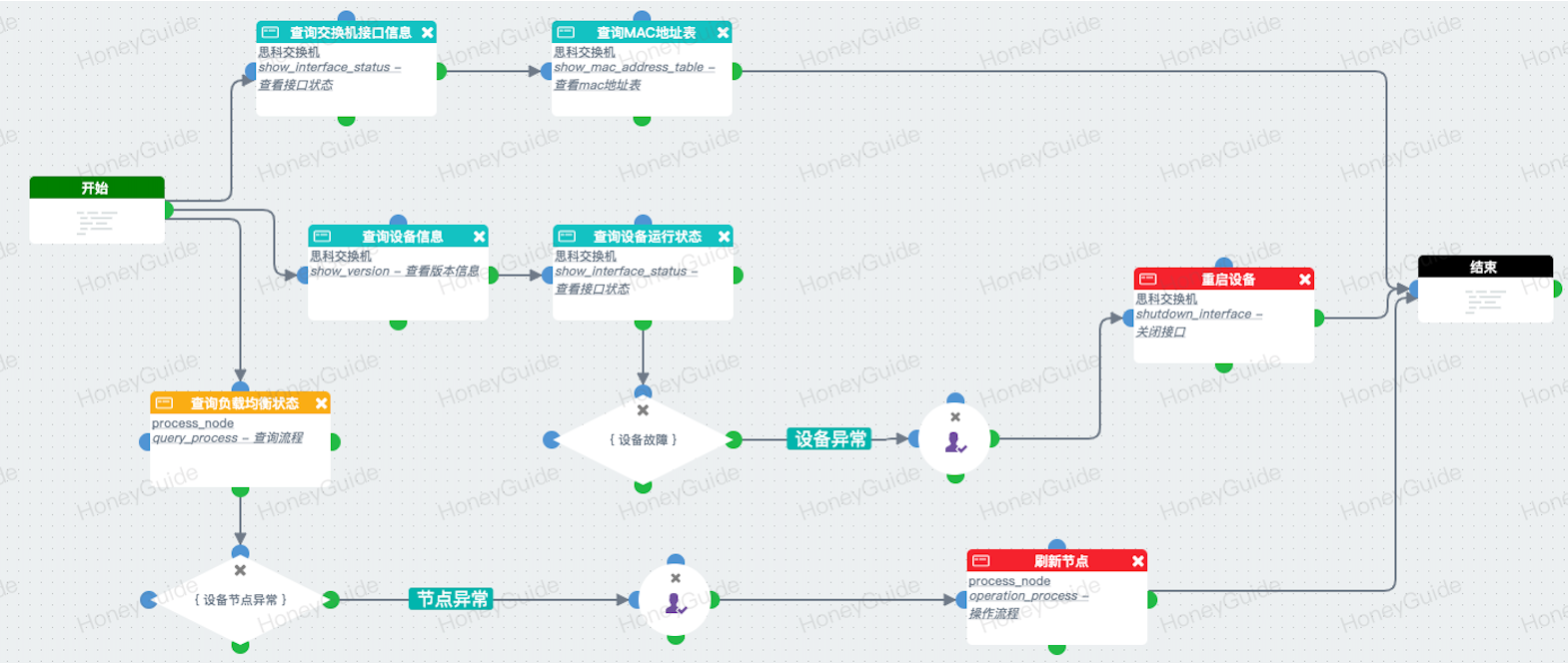 查询交换机接口信息
思科交换机
show_interface_status –
查看接口状态
查询MAC地址表
思科交换机
show_mac_address_table –
查看mac地址表
开始
查询设备信息
思科交换机
show_version – 查看版本信息
查询设备运行状态
思科交换机
show_interface_status –
查看接口状态
结束
重启设备
思科交换机
shutdown_interface –
关闭接口
查询负载均衡状态
process_node
query_process – 查询流程
{ 设备故障 }
设备异常
{ 设备节点异常 }
节点异常
刷新节点
process_node
operation_process –
操作流程
HoneyGuide